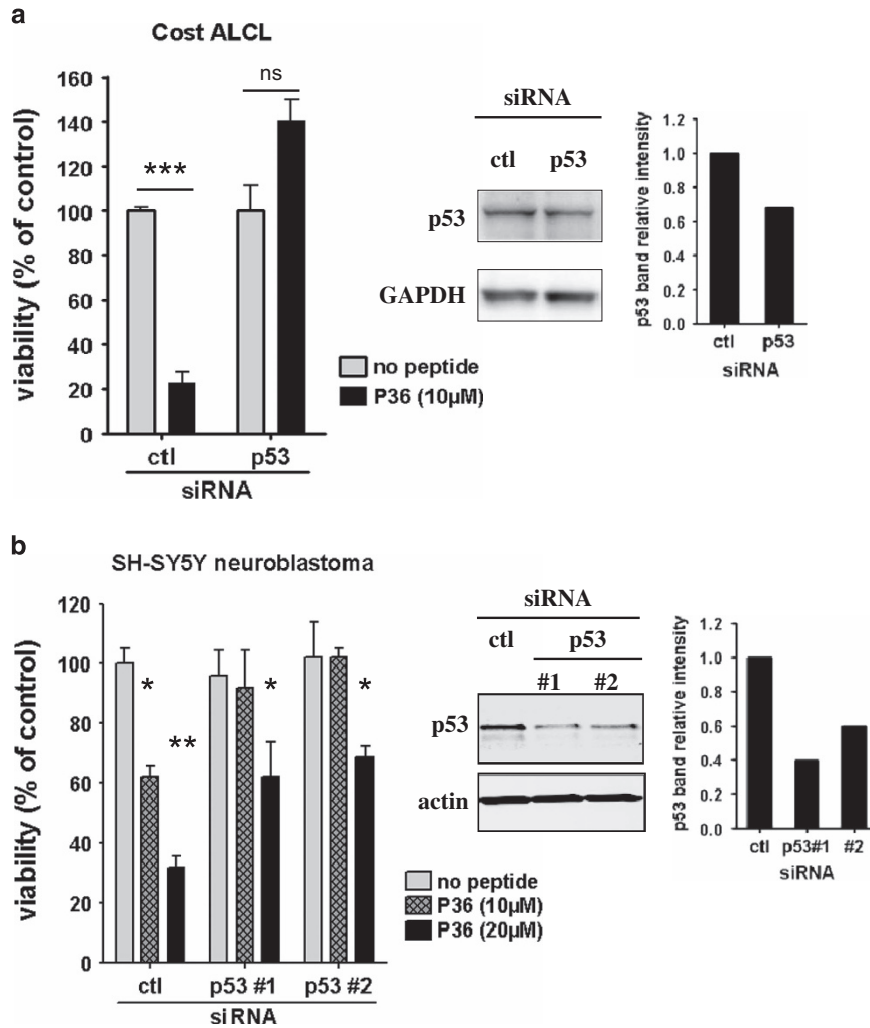 a
Cost ALCL
viability (% of control)
160
140
120
100
80
60
40
20
0
***
ns
ctl
p53
siRNA
no peptide
P36 (10μM)
siRNA
ctl p53
p53
GAPDH
p53 band relative intensity
1.2
1.0
0.8
0.6
0.4
0.2
0.0
ctl p53
siRNA
b
SH-SY5Y neuroblastoma
viability (% of control)
120
100
80
60
40
20
0
*
**
*
*
ctl p53 #1 p53 #2
siRNA
no peptide
P36 (10μM)
P36 (20μM)
siRNA
ctl p53
#1 #2
p53
actin
p53 band relative intensity
1.2
1.0
0.8
0.6
0.4
0.2
0.0
ctl p53#1 #2
siRNA